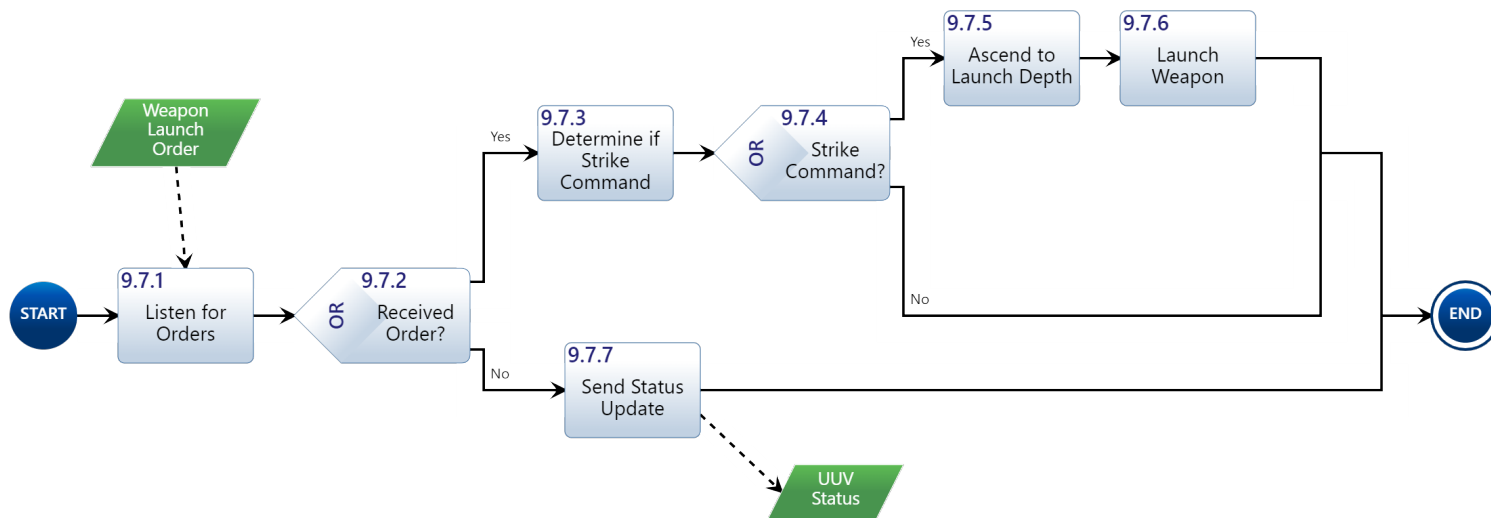 Weapon
Launch
Order
START
9.7.1
Listen for
Orders
OR
9.7.2
Received
Order?
Yes
9.7.3
Determine if
Strike
Command
OR
9.7.4
Strike
Command?
Yes
9.7.5
Ascend to
Launch Depth
9.7.6
Launch
Weapon
No
No
9.7.7
Send Status
Update
UUV
Status
END